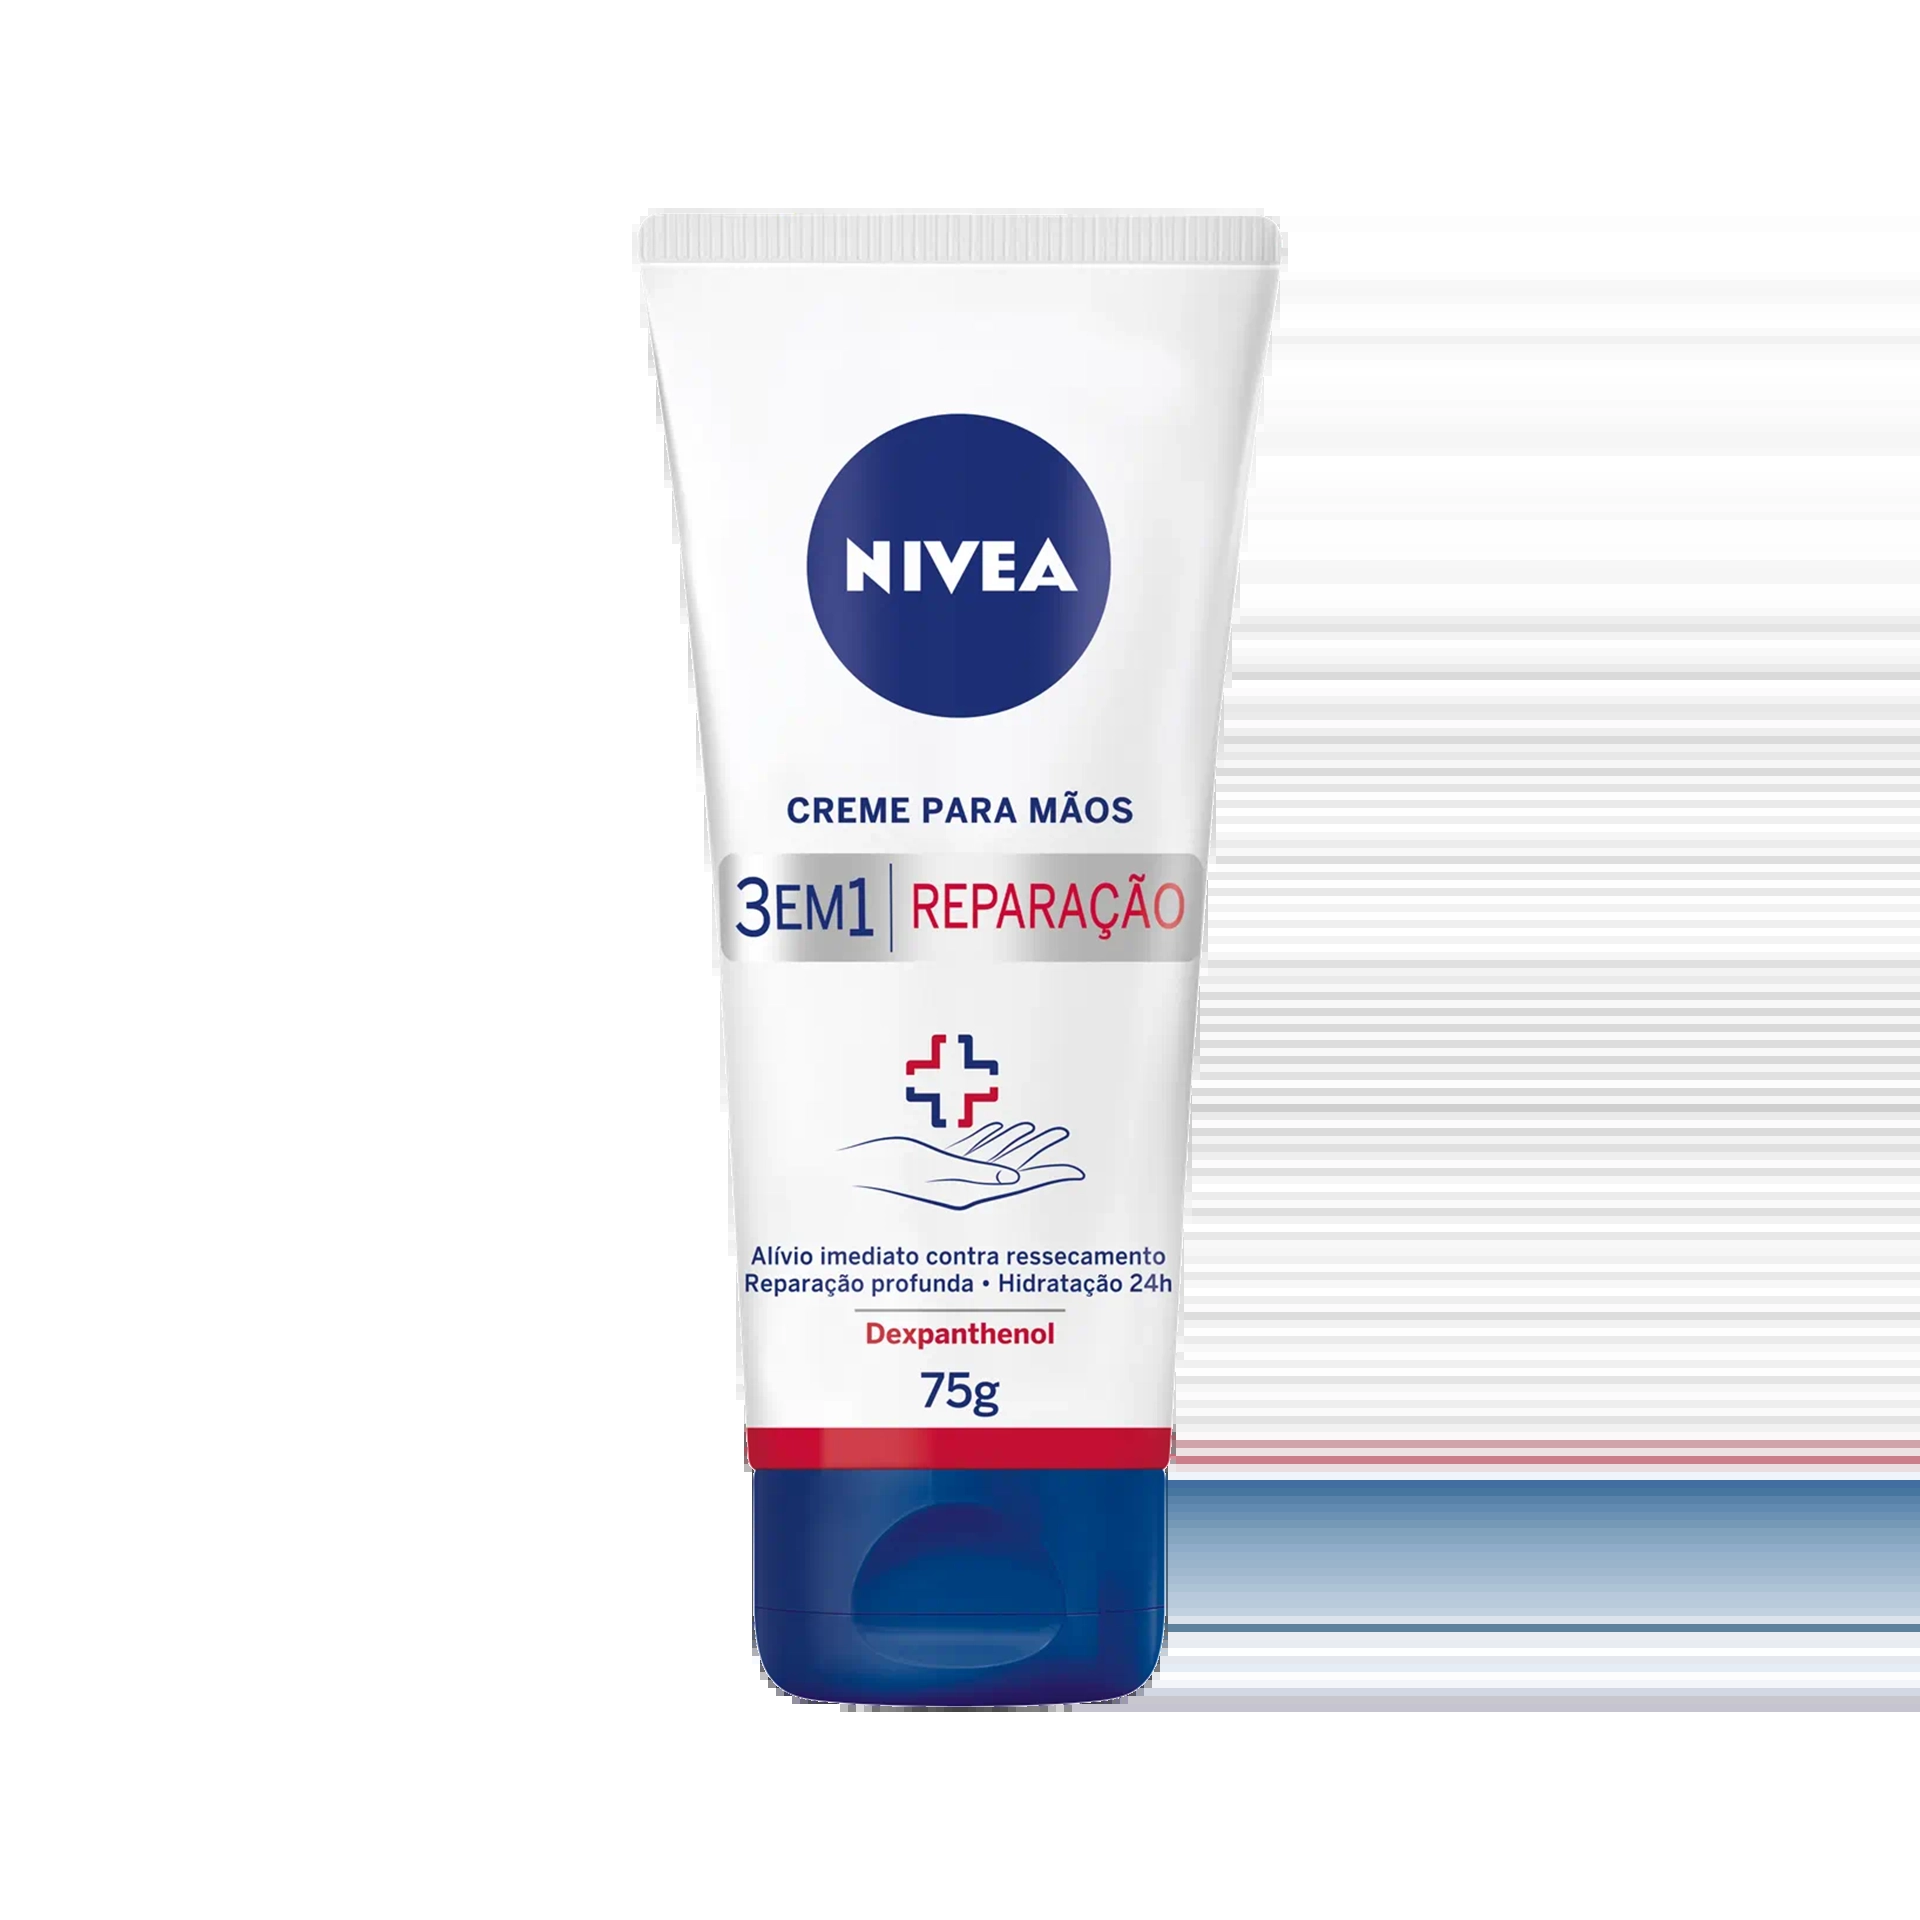 NIVEA
CREME PARA MÃOS
3EM1 REPARAÇÃO
Alívio imediato contra ressecamento
Reparação profunda • Hidratação 24h
Dexpanthenol
75g